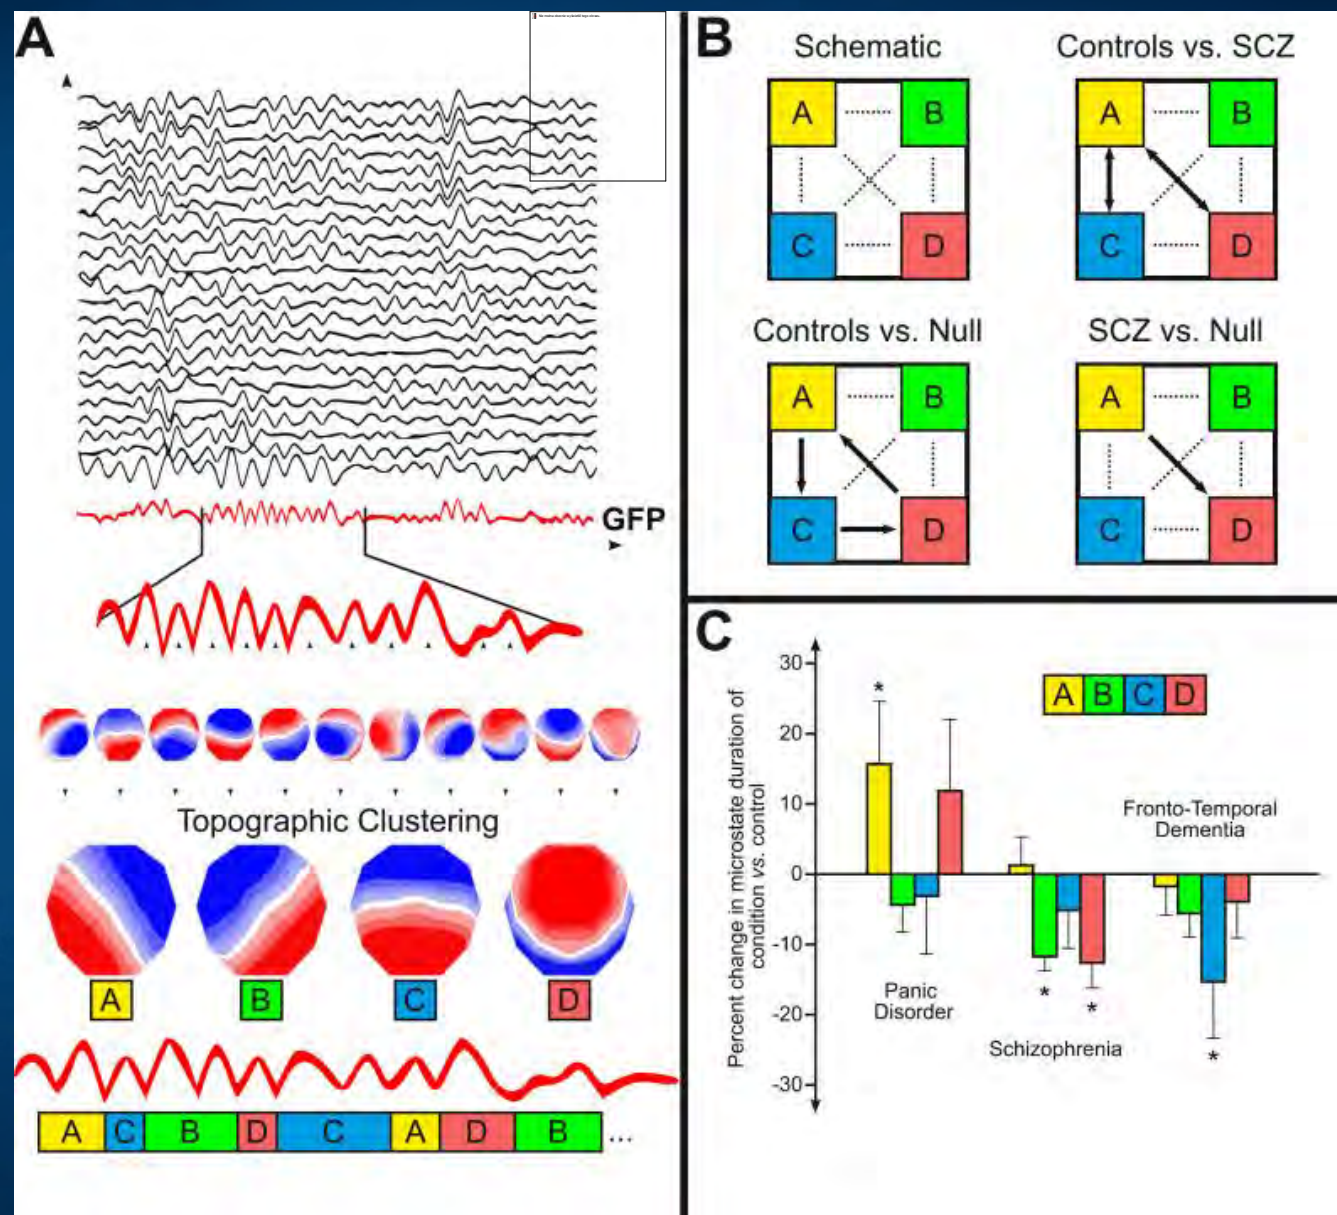 A
GFP
Topographic Clustering
A B C D
A C B D C A D B ...
B
Schematic
A B
C D
Controls vs. SCZ
A B
C D
Controls vs. Null
A B
C D
SCZ vs. Null
A B
C D
C
Percent change in microstate duration of
condition vs. control
30
20
10
0
-10
-20
-30
A B C D
*
Panic
Disorder
*
*
Schizophrenia
Fronto-Temporal
Dementia
*